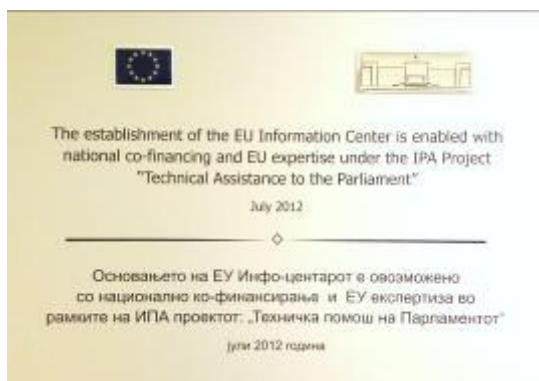 The establishment of the EU Information Center is enabled with
national co-financing and EU expertise under the IPA Project
"Technical Assistance to the Parliament"
July 2012
Основањето на ЕУ Инфо-центарот е овозможено
со национално ко-финансирање и ЕУ експертиза во
рамките на ИПА проектот: „Техничка помош на Парламентот“
јули 2012 година